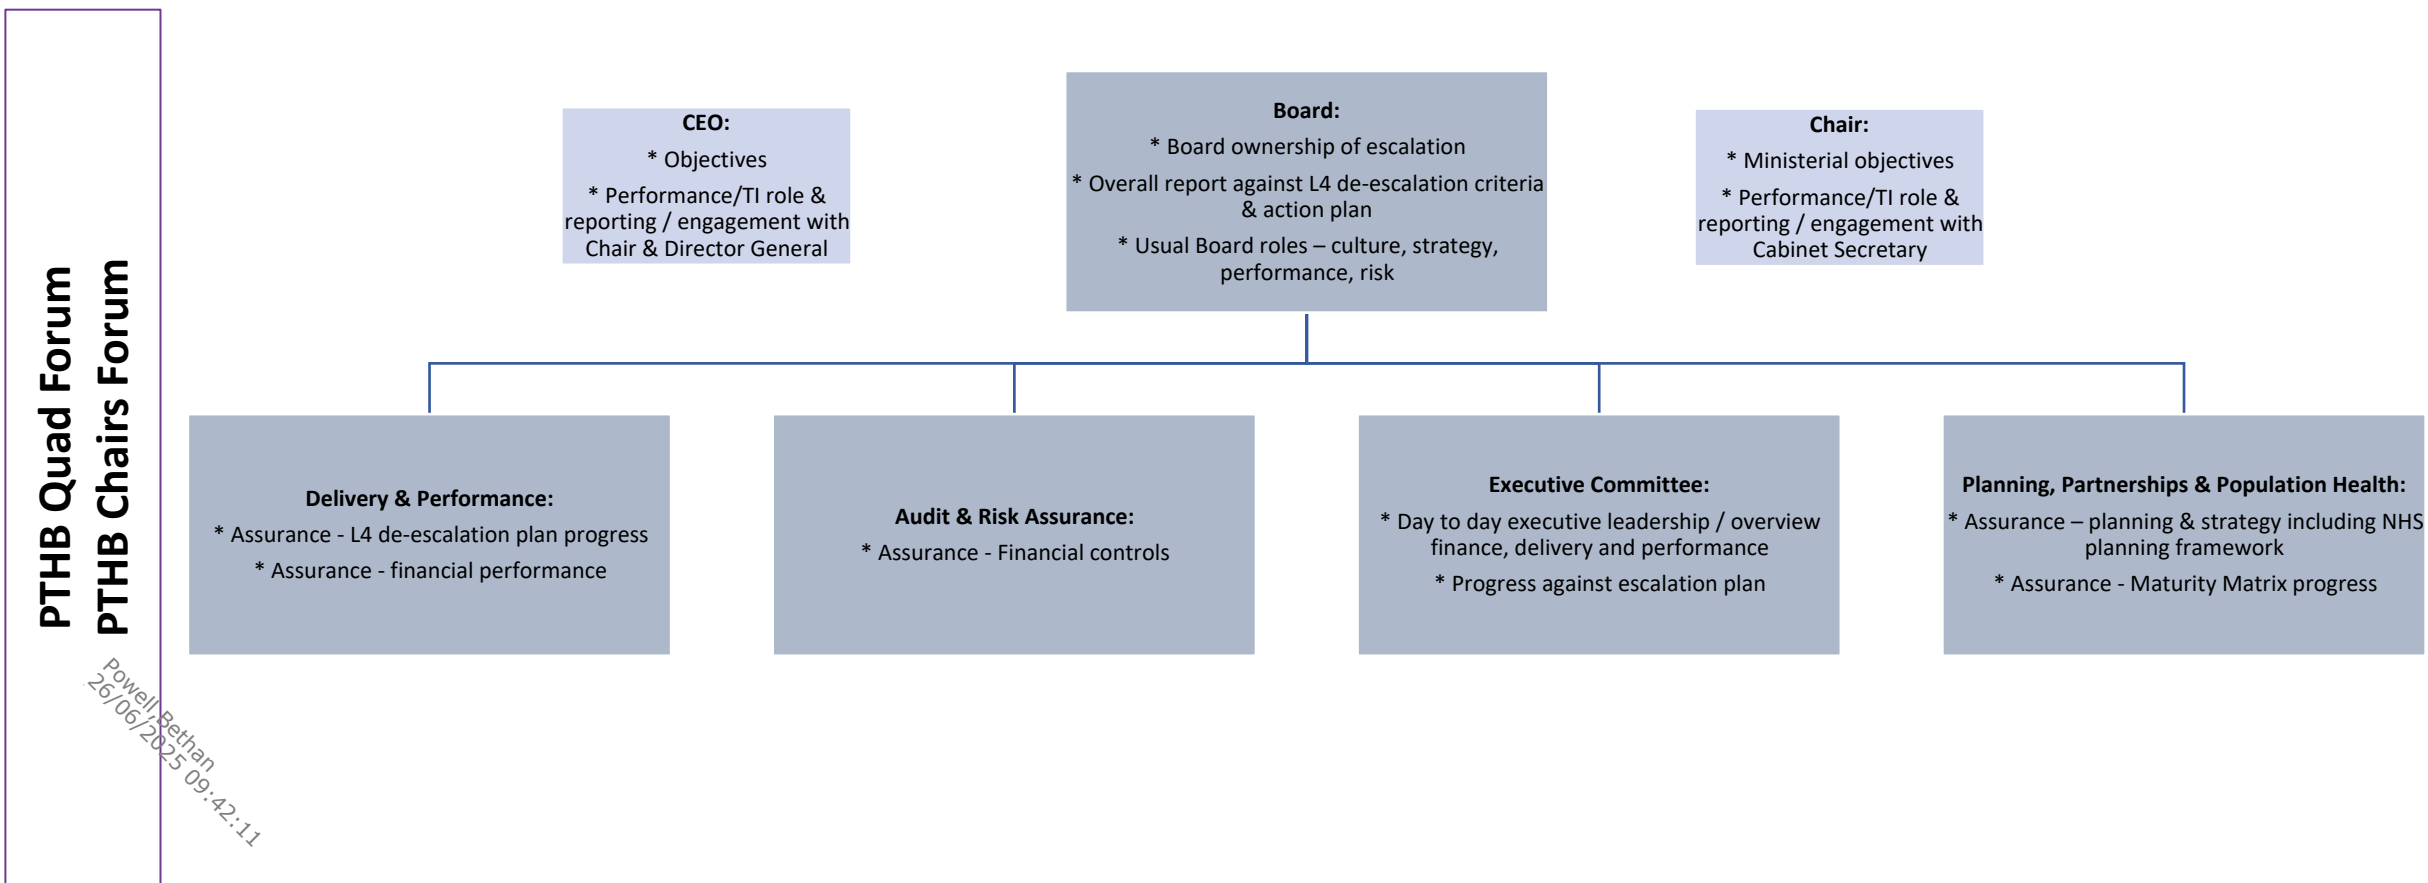 PTHB Quad Forum
PTHB Chairs Forum
CEO:
* Objectives
* Performance/TI role &
reporting / engagement with
Chair & Director General
Board:
* Board ownership of escalation
* Overall report against L4 de-escalation criteria
& action plan
* Usual Board roles – culture, strategy,
performance, risk
Chair:
* Ministerial objectives
* Performance/TI role &
reporting / engagement with
Cabinet Secretary
Delivery & Performance:
* Assurance - L4 de-escalation plan progress
* Assurance - financial performance
Audit & Risk Assurance:
* Assurance - Financial controls
Executive Committee:
* Day to day executive leadership / overview
finance, delivery and performance
* Progress against escalation plan
Planning, Partnerships & Population Health:
* Assurance – planning & strategy including NHS
planning framework
* Assurance - Maturity Matrix progress
Powell,Bethan
26/06/2025 09:42:11